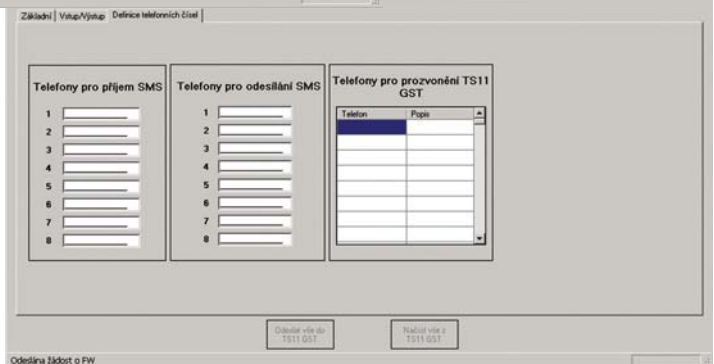 Základní Vstup/Výstup Definice telefonních čísel
Telefony pro příjem SMS
1
2
3
4
5
6
7
8
Telefony pro odesílání SMS
1
2
3
4
5
6
7
8
Telefony pro prozvonění TS11
GST
Telefon Popis
Odeslat vše do
TS11 GST
Načíst vše z
TS11 GST
Odeslána žádost o FW